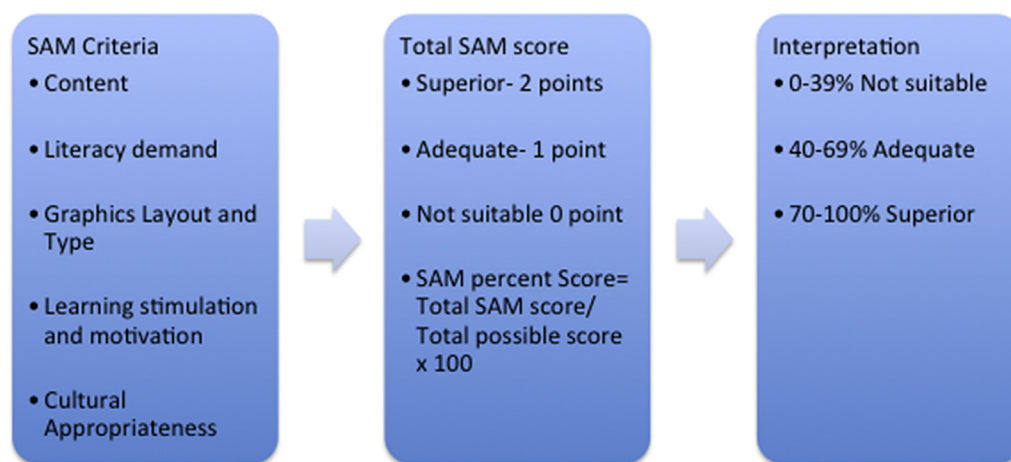 SAM Criteria
• Content
• Literacy demand
• Graphics Layout and
Type
• Learning stimulation
and motivation
• Cultural
Appropriateness
Total SAM score
• Superior- 2 points
• Adequate- 1 point
• Not suitable 0 point
• SAM percent Score=
Total SAM score/
Total possible score
x 100
Interpretation
• 0-39% Not suitable
• 40-69% Adequate
• 70-100% Superior